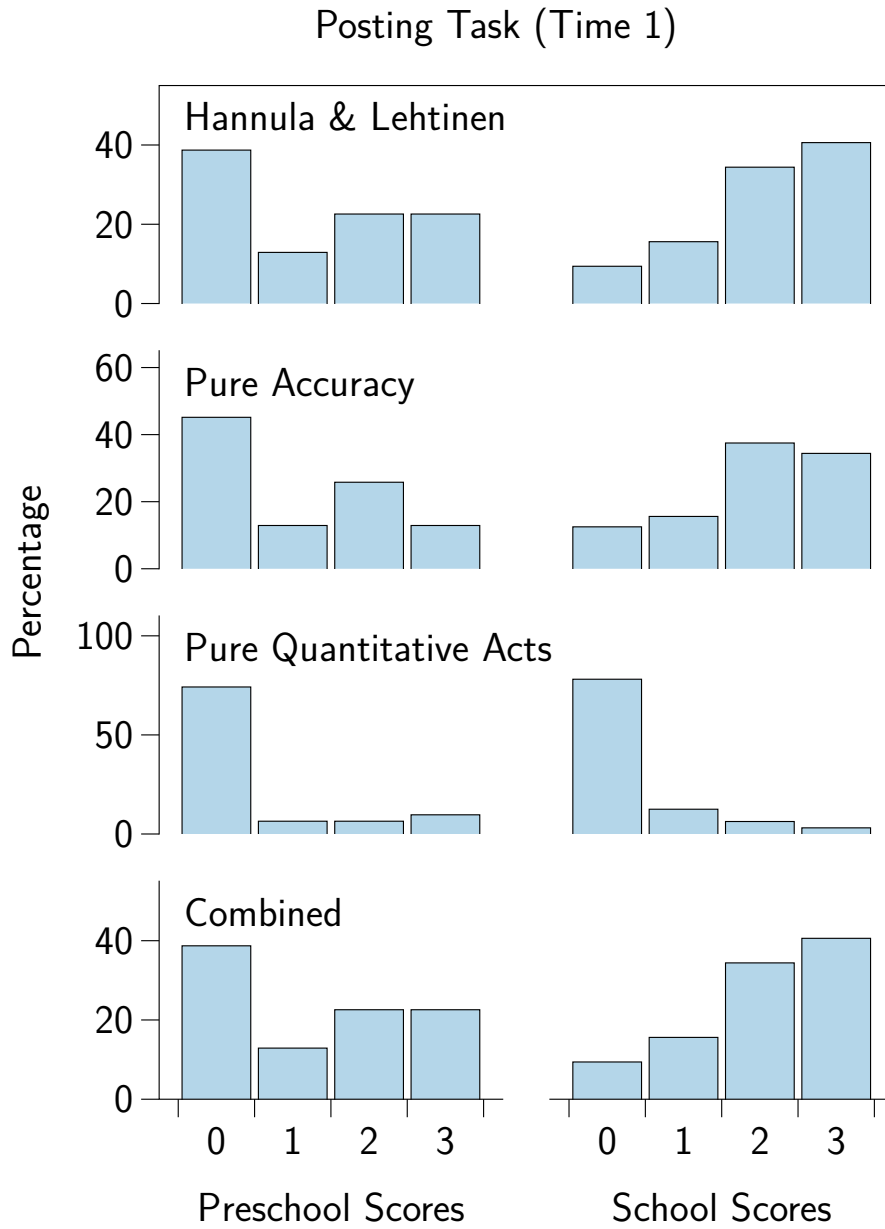 Posting Task (Time 1)
Hannula & Lehtinen
40
20
0
Pure Accuracy
60
40
20
0
Percentage
Pure Quantitative Acts
100
50
0
Combined
40
20
0
0 1 2 3 0 1 2 3
Preschool Scores School Scores